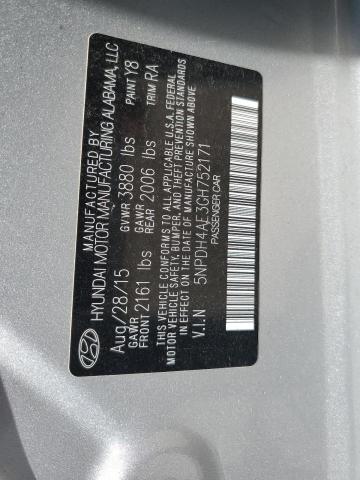 MANUFACTURED BY
HYUNDAI MOTOR MANUFACTURING ALABAMA, LLC
Aug/28/15 GVWR 3880 lbs PAINT Y8
GAWR FRONT 2161 lbs GAWR REAR 2006 lbs TRIM RA
THIS VEHICLE CONFORMS TO ALL APPLICABLE U.S.A. FEDERAL
MOTOR VEHICLE SAFETY, BUMPER, AND THEFT PREVENTION STANDARDS
IN EFFECT ON THE DATE OF MANUFACTURE SHOWN ABOVE
V.I.N 5NPDH4AE3GH752171
PASSENGER CAR